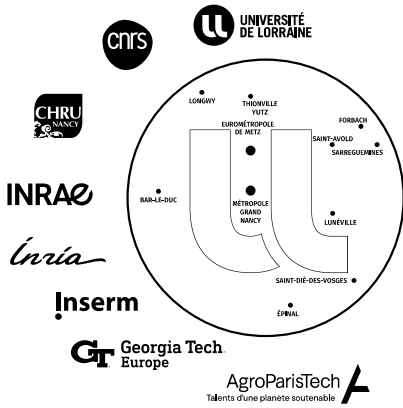 cnrs
UNIVERSITÉ
DE LORRAINE
CHRU
NANCY
LONGWY
THIONVILLE
YUTZ
EUROMÉTROPOLE
DE METZ
FORBACH
SAINT-AVOLD
SARREGUEMINES
INRAE
BAR-LE-DUC
MÉTROPOLE
GRAND
NANCY
LUNÉVILLE
Inria
SAINT-DIÉ-DES-VOSGES
Inserm
ÉPINAL
GT Georgia Tech
Europe
AgroParisTech
Talents d'une planète soutenable